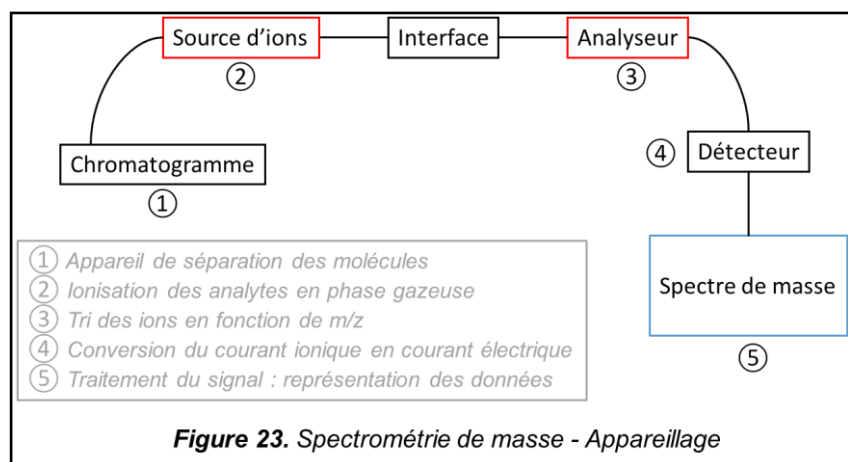 Source d'ions
Interface
Analyseur
②
③
Chromatogramme
①
④ Détecteur
① Appareil de séparation des molécules
② Ionisation des analytes en phase gazeuse
③ Tri des ions en fonction de m/z
④ Conversion du courant ionique en courant électrique
⑤ Traitement du signal : représentation des données
Spectre de masse
⑤
Figure 23. Spectrométrie de masse - Appareillage